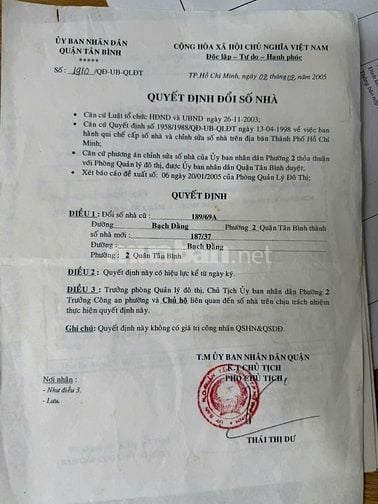 ỦY BAN NHÂN DÂN
QUẬN TÂN BÌNH
*****
Số : 1910 /QĐ-UB-QLĐT
CỘNG HÒA XÃ HỘI CHỦ NGHĨA VIỆT NAM
Độc lập – Tự do – Hạnh phúc
TP.Hồ Chí Minh, ngày 02 tháng 02 năm 2005
QUYẾT ĐỊNH ĐỔI SỐ NHÀ
• Căn cứ Luật tổ chức HĐND và UBND ngày 26-11-2003;
• Căn cứ Quyết định số 1958/1988/QĐ-UB-QLĐT ngày 13-04-1998 về việc ban
hành qui chế cấp số nhà và chỉnh sửa số nhà trên địa bàn Thành Phố Hồ Chí
Minh;
• Căn cứ phương án chỉnh sửa số nhà của Ủy ban nhân dân Phường 2 thỏa thuận
với Phòng Quản lý đô thị, được Ủy ban nhân dân Quận Tân Bình duyệt;
• Xét báo cáo đề xuất số: 06 ngày 20/01/2005 của Phòng Quản lý Đô Thị;
QUYẾT ĐỊNH
ĐIỀU 1 : Đổi số nhà cũ : 189/69A
Đường Bạch Đằng Phường 2 Quận Tân Bình thành
số nhà mới : 187/37
Đường : Bạch Đằng
Phường : 2 Quận Tân Bình
ĐIỀU 2 : Quyết định này có hiệu lực kể từ ngày ký.
ĐIỀU 3 : Trưởng phòng Quản lý đô thị, Chủ Tịch Ủy ban nhân dân Phường 2
Trưởng Công an phường và Chủ hộ liên quan đến số nhà trên chịu trách nhiệm
thực hiện quyết định này.
Ghi chú: Quyết định này không có giá trị công nhận QSHN&QSDĐ.
T.M ỦY BAN NHÂN DÂN QUẬN
K.T CHỦ TỊCH
PHÓ CHỦ TỊCH
Nơi nhận :
- Như điều 3.
- Lưu.
THÁI THỊ DƯ